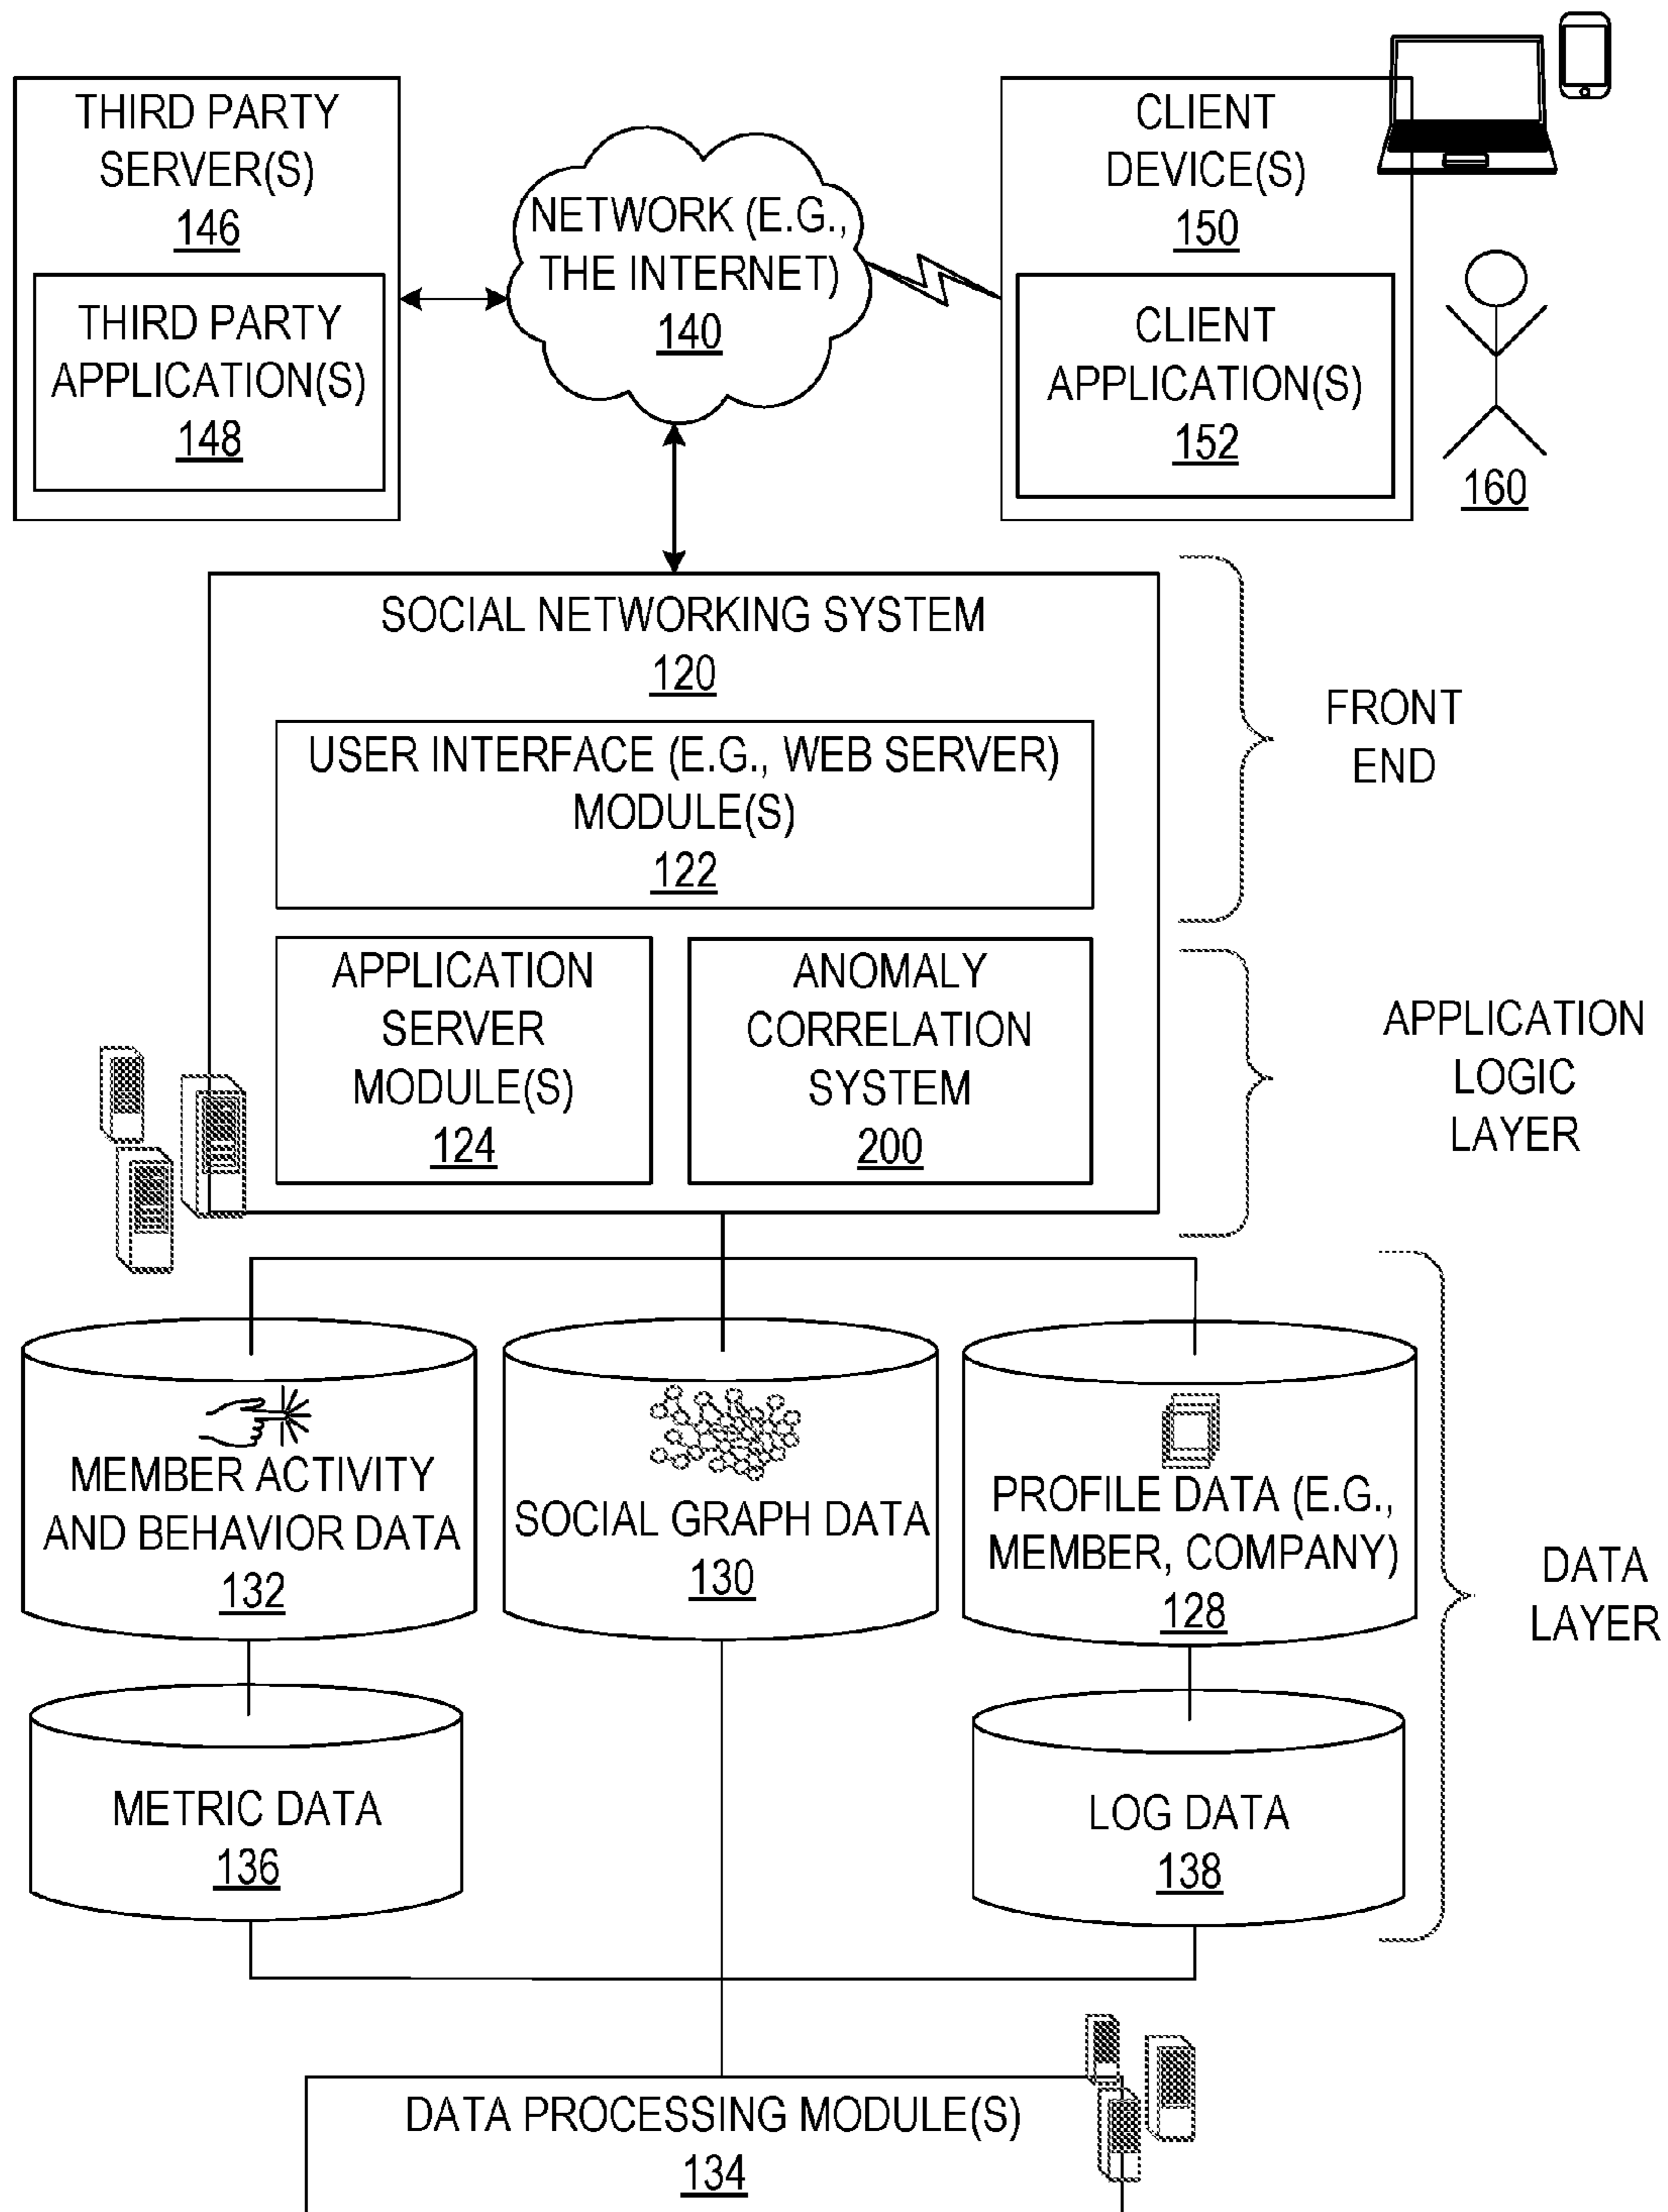 THIRD PARTY
SERVER(S)
146
THIRD PARTY
APPLICATION(S)
148
NETWORK (E.G.,
THE INTERNET)
140
CLIENT
DEVICE(S)
150
CLIENT
APPLICATION(S)
152
160
SOCIAL NETWORKING SYSTEM
120
USER INTERFACE (E.G., WEB SERVER)
MODULE(S)
122
FRONT
END
APPLICATION
SERVER
MODULE(S)
124
ANOMALY
CORRELATION
SYSTEM
200
APPLICATION
LOGIC
LAYER
MEMBER ACTIVITY
AND BEHAVIOR DATA
132
SOCIAL GRAPH DATA
130
PROFILE DATA (E.G.,
MEMBER, COMPANY)
128
DATA
LAYER
METRIC DATA
136
LOG DATA
138
DATA PROCESSING MODULE(S)
134